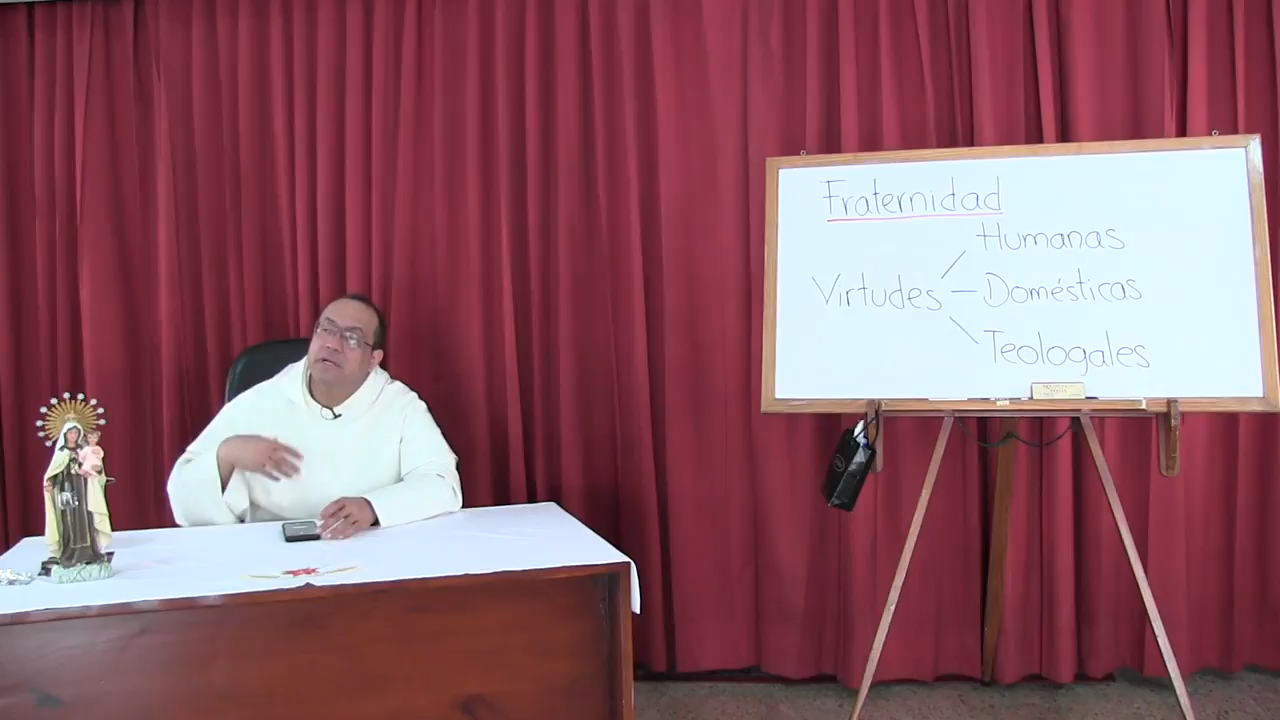 Fraternidad
Humanas
Virtudes — Domésticas
Teologales